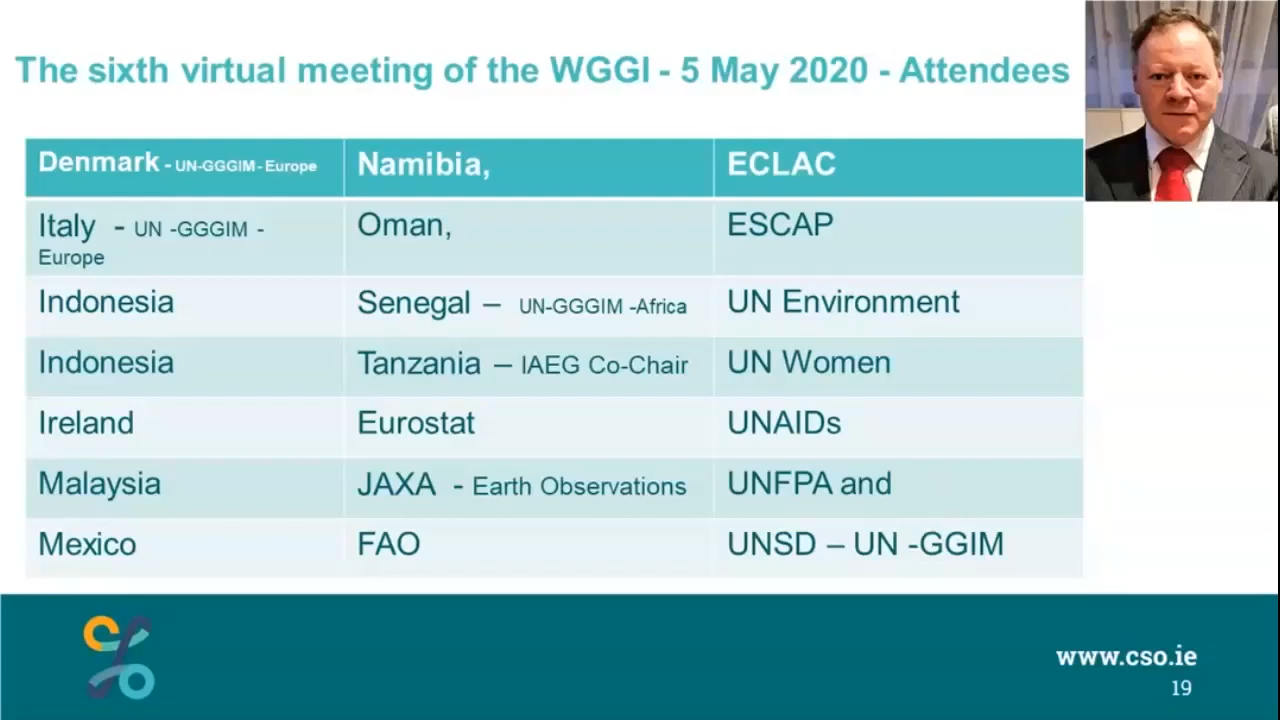 The sixth virtual meeting of the WGGI - 5 May 2020 - Attendees
Denmark - UN-GGGIM - Europe
Namibia,
ECLAC
Italy - UN -GGGIM -
Europe
Oman,
ESCAP
Indonesia
Senegal – UN-GGGIM -Africa
UN Environment
Indonesia
Tanzania – IAEG Co-Chair
UN Women
Ireland
Eurostat
UNAIDs
Malaysia
JAXA - Earth Observations
UNFPA and
Mexico
FAO
UNSD – UN -GGIM
www.cso.ie
19